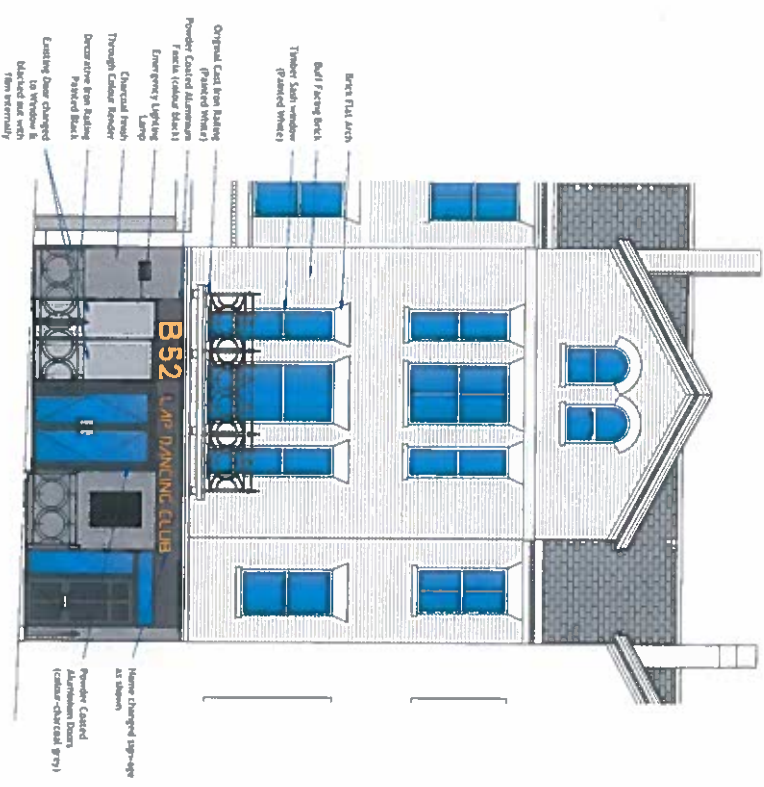 Brick Flat Arch
Buff Facing Brick
Timber Sash window
(Painted White)
Original Cast Iron Railing
(Painted White)
Powder Coated Aluminium
Fascia (colour black)
Emergency Lighting
Lamp
Charcoal finish
Through Colour Render
Decorative Iron Railing
Painted Black
Existing Door changed
to Window &
blacked out with
film internally
B52 LAP DANCING CLUB
Name changed sign-age
as shown
Powder Coated
Aluminium Doors
(colour-charcoal grey)